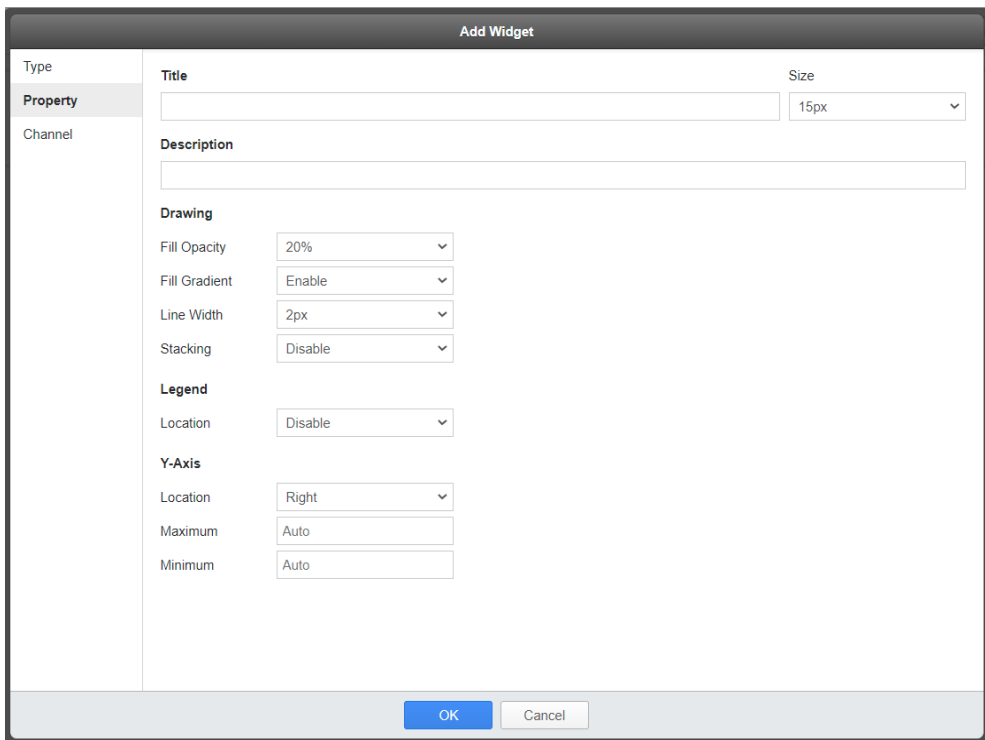 Add Widget
Type
Property
Channel
Title
Size
15px
Description
Drawing
Fill Opacity
20%
Fill Gradient
Enable
Line Width
2px
Stacking
Disable
Legend
Location
Disable
Y-Axis
Location
Right
Maximum
Auto
Minimum
Auto
OK
Cancel